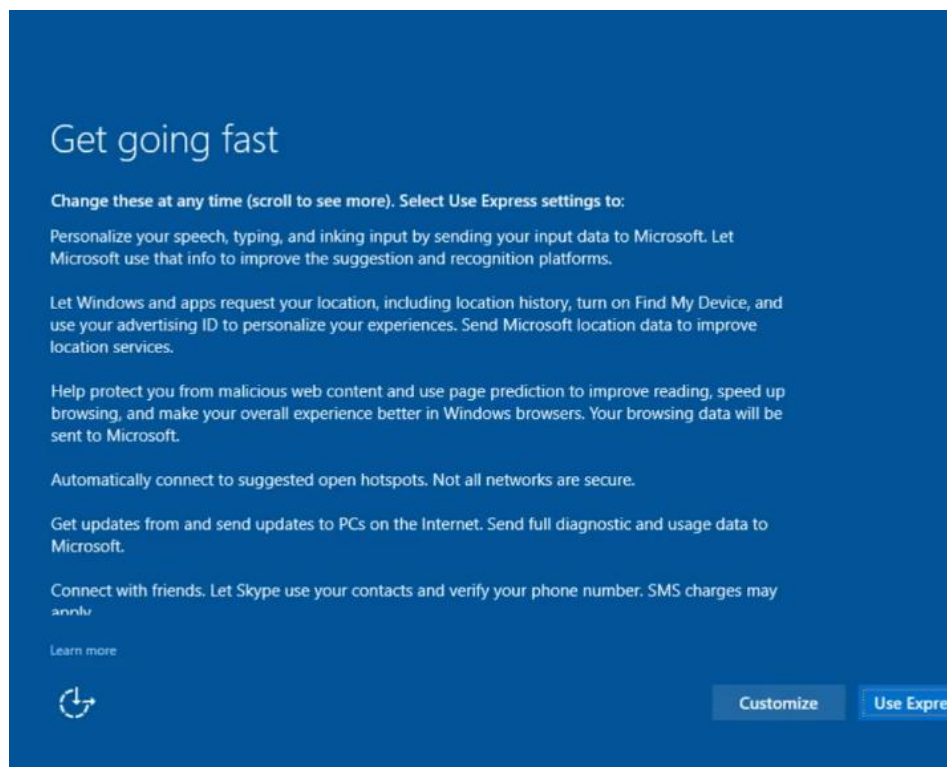 Get going fast
Change these at any time (scroll to see more). Select Use Express settings to:
Personalize your speech, typing, and inking input by sending your input data to Microsoft. Let
Microsoft use that info to improve the suggestion and recognition platforms.
Let Windows and apps request your location, including location history, turn on Find My Device, and
use your advertising ID to personalize your experiences. Send Microsoft location data to improve
location services.
Help protect you from malicious web content and use page prediction to improve reading, speed up
browsing, and make your overall experience better in Windows browsers. Your browsing data will be
sent to Microsoft.
Automatically connect to suggested open hotspots. Not all networks are secure.
Get updates from and send updates to PCs on the Internet. Send full diagnostic and usage data to
Microsoft.
Connect with friends. Let Skype use your contacts and verify your phone number. SMS charges may
apply
Learn more
Customize
Use Expre